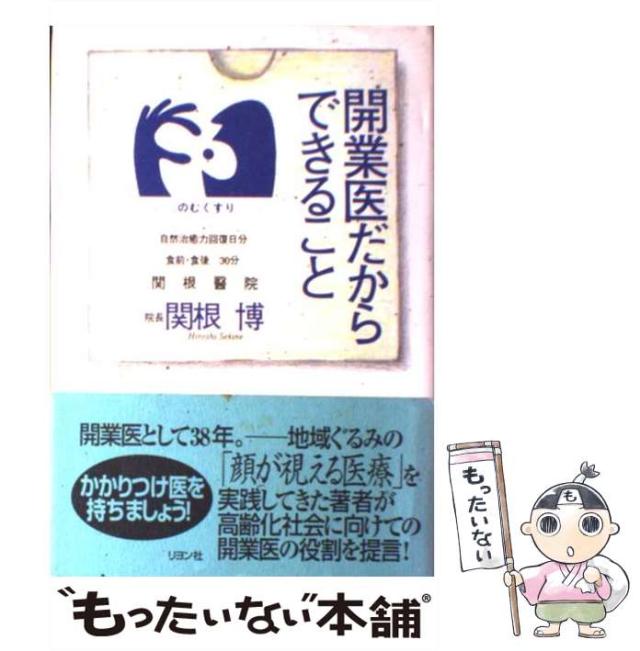 開業医だから
できること
のむくすり
自然治癒力回復日分
食前・食後 30分
関根醫院
院長 関根 博
Hiroshi Sekine
開業医として38年。――地域ぐるみの
「顔が視える医療」を
実践してきた著者が
高齢化社会に向けての
開業医の役割を提言!
かかりつけ医を
持ちましょう!
リヨン社
"もったいない"本舗®
もったいない
も